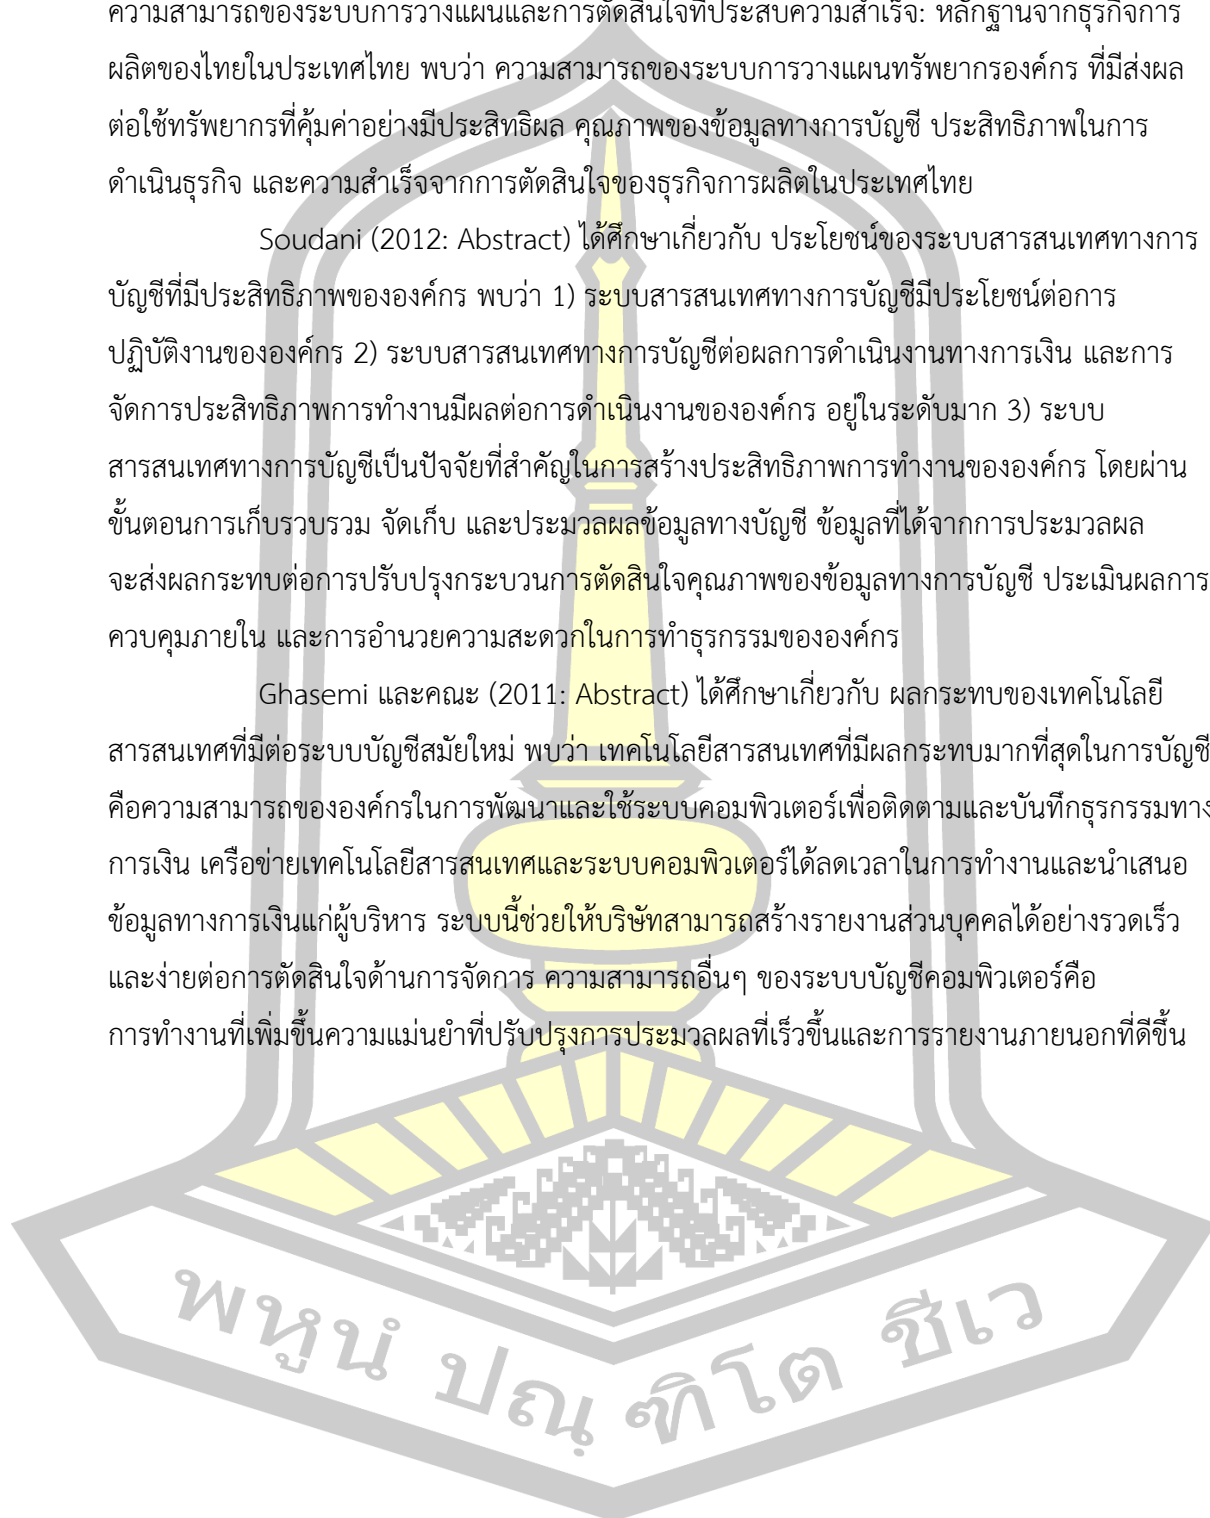 ความสามารถของระบบการวางแผนและการตัดสินใจที่ประสบความสำเร็จ: หลักฐานจากธุรกิจการ
ผลิตของไทยในประเทศไทย พบว่า ความสามารถของระบบการวางแผนทรัพยากรองค์กร ที่มีส่งผล
ต่อใช้ทรัพยากรที่คุ้มค่าอย่างมีประสิทธิผล คุณภาพของข้อมูลทางการบัญชี ประสิทธิภาพในการ
ดำเนินธุรกิจ และความสำเร็จจากการตัดสินใจของธุรกิจการผลิตในประเทศไทย
Soudani (2012: Abstract) ได้ศึกษาเกี่ยวกับ ประโยชน์ของระบบสารสนเทศทางการ
บัญชีที่มีประสิทธิภาพขององค์กร พบว่า 1) ระบบสารสนเทศทางการบัญชีมีประโยชน์ต่อการ
ปฏิบัติงานขององค์กร 2) ระบบสารสนเทศทางการบัญชีต่อผลการดำเนินงานทางการเงิน และการ
จัดการประสิทธิภาพการทำงานมีผลต่อการดำเนินงานขององค์กร อยู่ในระดับมาก 3) ระบบ
สารสนเทศทางการบัญชีเป็นปัจจัยที่สำคัญในการสร้างประสิทธิภาพการทำงานขององค์กร โดยผ่าน
ขั้นตอนการเก็บรวบรวม จัดเก็บ และประมวลผลข้อมูลทางบัญชี ข้อมูลที่ได้จากการประมวลผล
จะส่งผลกระทบต่อการปรับปรุงกระบวนการตัดสินใจคุณภาพของข้อมูลทางการบัญชี ประเมินผลการ
ควบคุมภายใน และการอำนวยความสะดวกในการทำธุรกรรมขององค์กร
Ghasemi และคณะ (2011: Abstract) ได้ศึกษาเกี่ยวกับ ผลกระทบของเทคโนโลยี
สารสนเทศที่มีต่อระบบบัญชีสมัยใหม่ พบว่า เทคโนโลยีสารสนเทศที่มีผลกระทบมากที่สุดในการบัญชี
คือความสามารถขององค์กรในการพัฒนาและใช้ระบบคอมพิวเตอร์เพื่อติดตามและบันทึกธุรกรรมทาง
การเงิน เครือข่ายเทคโนโลยีสารสนเทศและระบบคอมพิวเตอร์ได้ลดเวลาในการทำงานและนำเสนอ
ข้อมูลทางการเงินแก่ผู้บริหาร ระบบนี้ช่วยให้บริษัทสามารถสร้างรายงานส่วนบุคคลได้อย่างรวดเร็ว
และง่ายต่อการตัดสินใจด้านการจัดการ ความสามารถอื่นๆ ของระบบบัญชีคอมพิวเตอร์คือ
การทำงานที่เพิ่มขึ้นความแม่นยำที่ปรับปรุงการประมวลผลที่เร็วขึ้นและการรายงานภายนอกที่ดีขึ้น
พหูนํ ปณฺฑิโต ชีเว